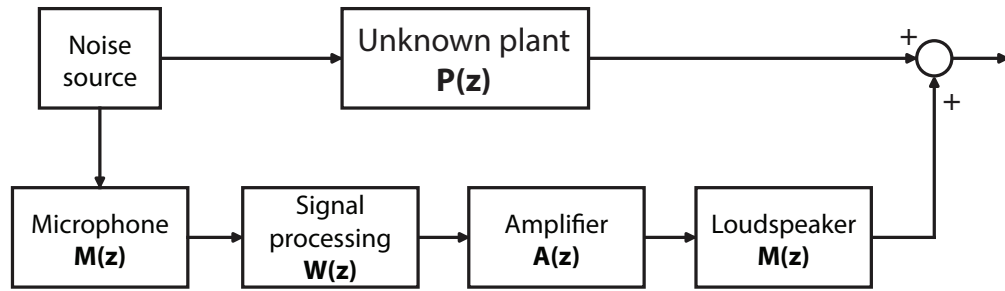 Noise
source
Unknown plant
P(z)
+
+
Microphone
M(z)
Signal
processing
W(z)
Amplifier
A(z)
Loudspeaker
M(z)